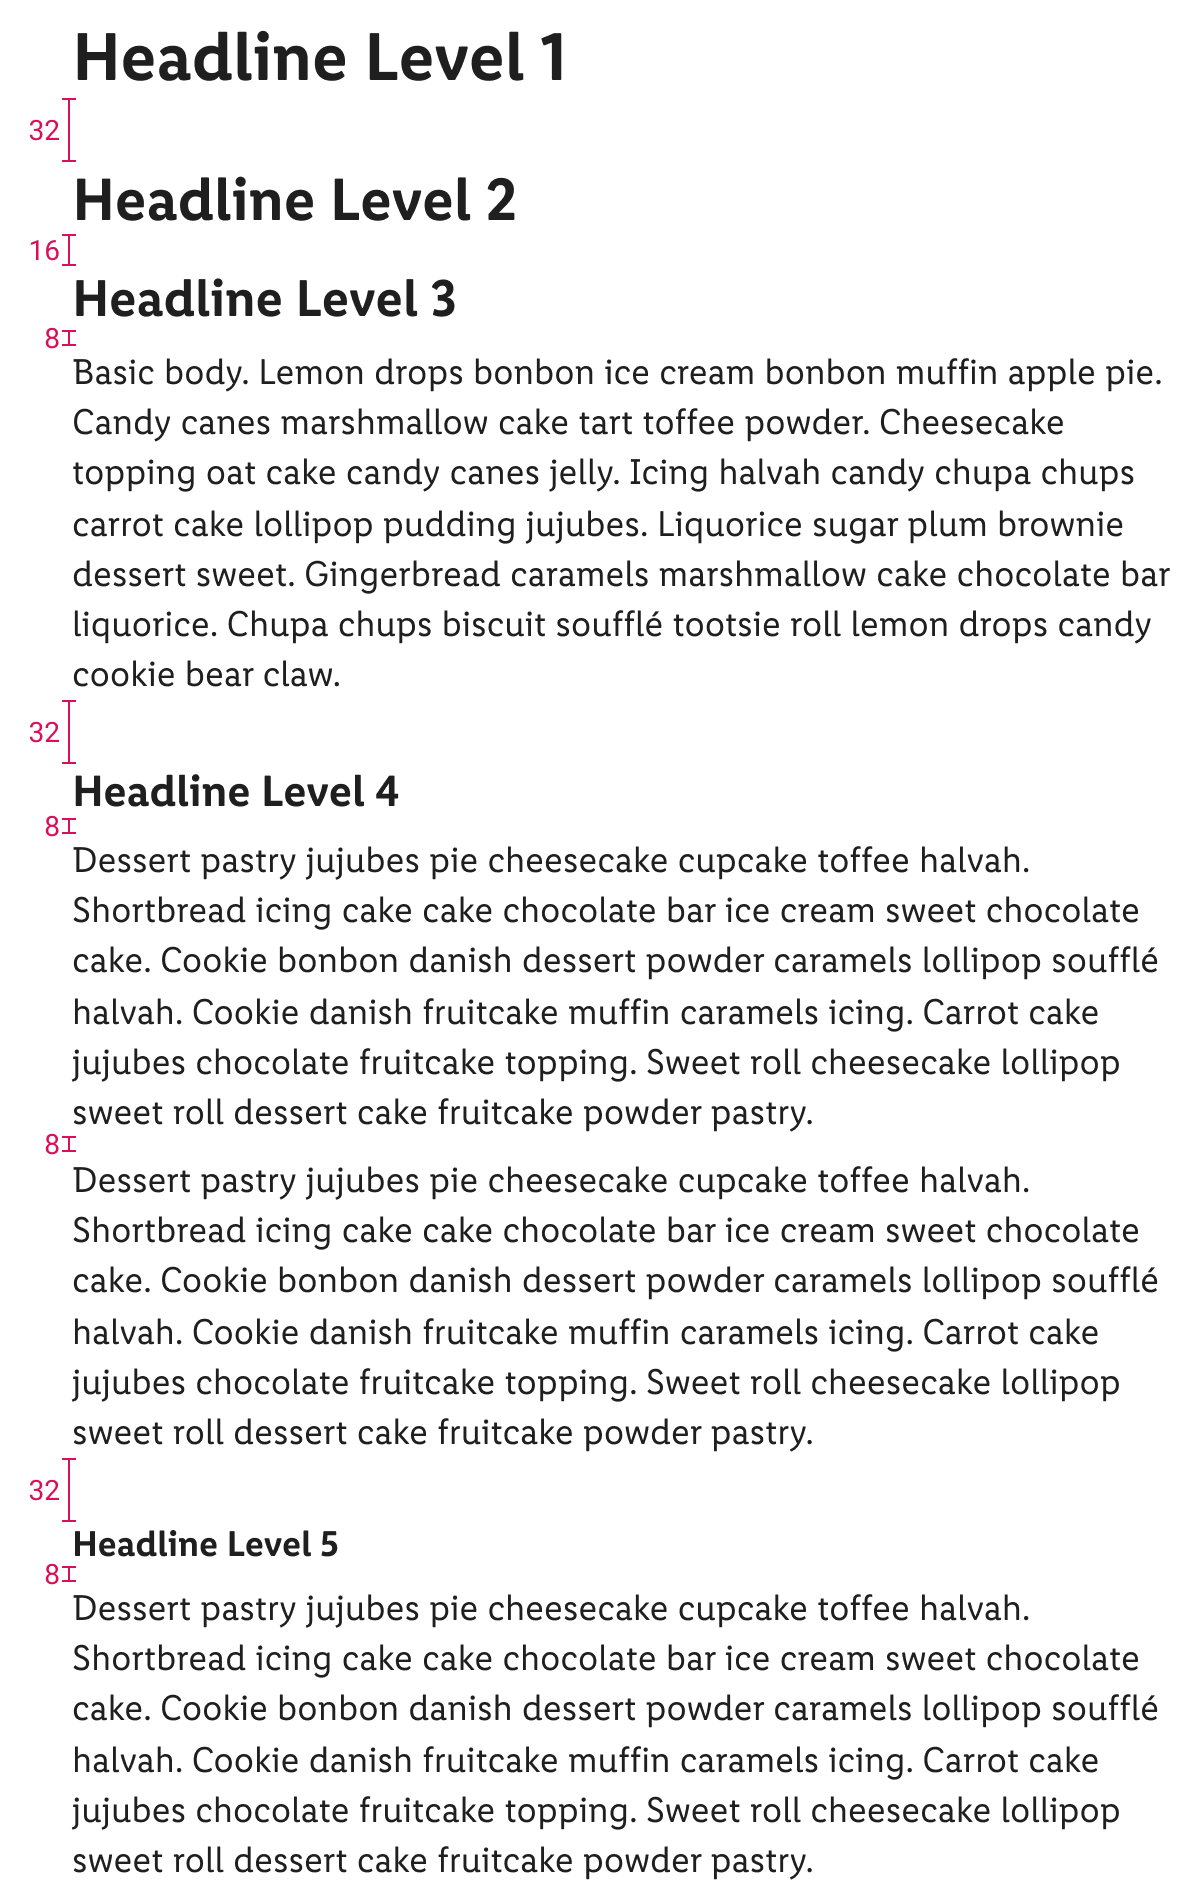 Headline Level 1
32
Headline Level 2
16
Headline Level 3
8
Basic body. Lemon drops bonbon ice cream bonbon muffin apple pie.
Candy canes marshmallow cake tart toffee powder. Cheesecake
topping oat cake candy canes jelly. Icing halvah candy chupa chups
carrot cake lollipop pudding jujubes. Liquorice sugar plum brownie
dessert sweet. Gingerbread caramels marshmallow cake chocolate bar
liquorice. Chupa chups biscuit soufflé tootsie roll lemon drops candy
cookie bear claw.
32
Headline Level 4
8
Dessert pastry jujubes pie cheesecake cupcake toffee halvah.
Shortbread icing cake cake chocolate bar ice cream sweet chocolate
cake. Cookie bonbon danish dessert powder caramels lollipop soufflé
halvah. Cookie danish fruitcake muffin caramels icing. Carrot cake
jujubes chocolate fruitcake topping. Sweet roll cheesecake lollipop
sweet roll dessert cake fruitcake powder pastry.
8
Dessert pastry jujubes pie cheesecake cupcake toffee halvah.
Shortbread icing cake cake chocolate bar ice cream sweet chocolate
cake. Cookie bonbon danish dessert powder caramels lollipop soufflé
halvah. Cookie danish fruitcake muffin caramels icing. Carrot cake
jujubes chocolate fruitcake topping. Sweet roll cheesecake lollipop
sweet roll dessert cake fruitcake powder pastry.
32
Headline Level 5
8
Dessert pastry jujubes pie cheesecake cupcake toffee halvah.
Shortbread icing cake cake chocolate bar ice cream sweet chocolate
cake. Cookie bonbon danish dessert powder caramels lollipop soufflé
halvah. Cookie danish fruitcake muffin caramels icing. Carrot cake
jujubes chocolate fruitcake topping. Sweet roll cheesecake lollipop
sweet roll dessert cake fruitcake powder pastry.